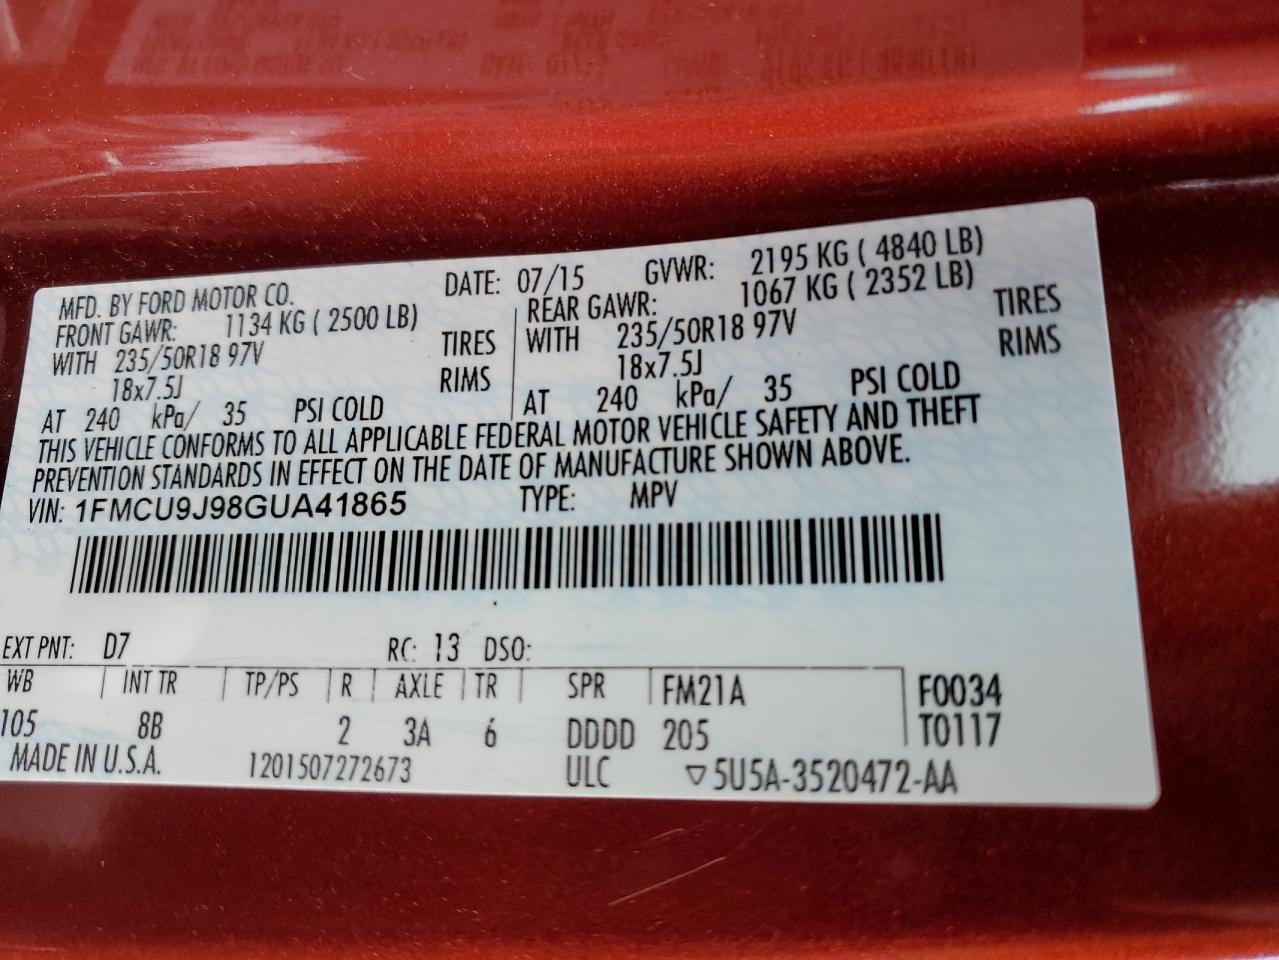 MFD. BY FORD MOTOR CO. DATE: 07/15 GVWR: 2195 KG ( 4840 LB)
FRONT GAWR: 1134 KG ( 2500 LB) REAR GAWR: 1067 KG ( 2352 LB)
WITH 235/50R18 97V TIRES WITH 235/50R18 97V TIRES
18x7.5J RIMS 18x7.5J RIMS
AT 240 kPa/ 35 PSI COLD AT 240 kPa/ 35 PSI COLD
THIS VEHICLE CONFORMS TO ALL APPLICABLE FEDERAL MOTOR VEHICLE SAFETY AND THEFT
PREVENTION STANDARDS IN EFFECT ON THE DATE OF MANUFACTURE SHOWN ABOVE.
VIN: 1FMCU9J98GUA41865 TYPE: MPV
EXT PNT: D7 RC: 13 DSO:
WB INT TR TP/PS R AXLE TR SPR FM21A F0034
105 8B 2 3A 6 DDDD 205 T0117
MADE IN U.S.A. 1201507272673 ULC ▽5U5A-3520472-AA